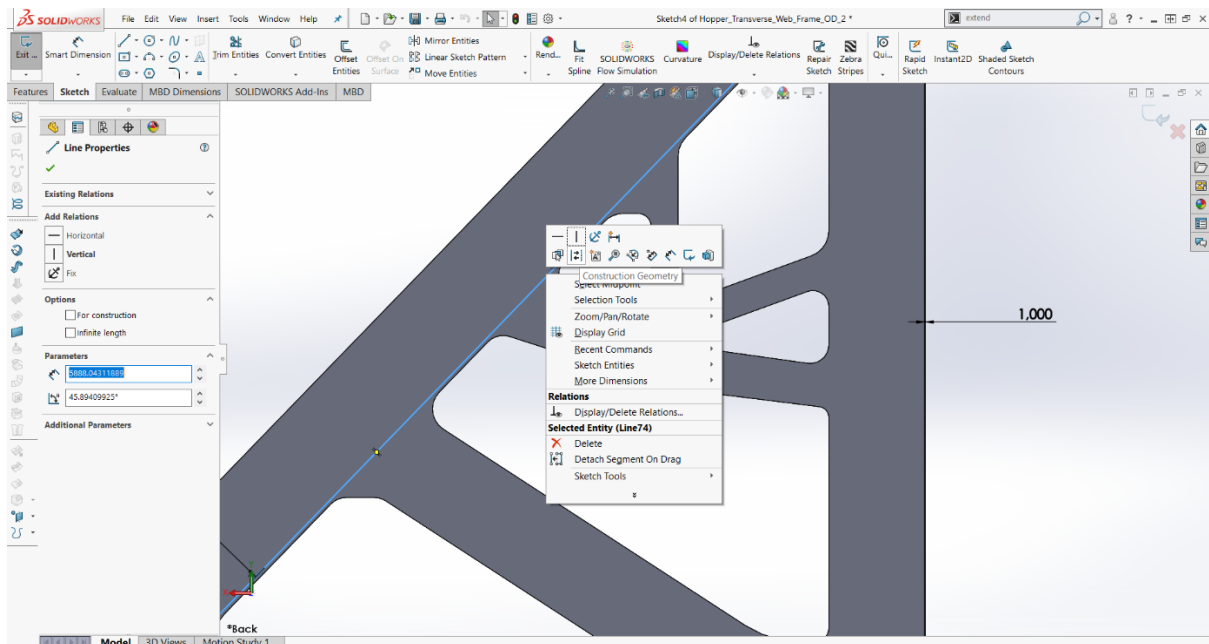 SOLIDWORKS File Edit View Insert Tools Window Help Sketch4 of Hopper_Transverse_Web_Frame_OD_2 * extend
Exit ... Smart Dimension Trim Entities Convert Entities Offset Entities Offset On Surface Mirror Entities Linear Sketch Pattern Move Entities Rend... Fit Spline SOLIDWORKS Flow Simulation Curvature Display/Delete Relations Repair Sketch Zebra Stripes Qui... Rapid Sketch Instant2D Shaded Sketch Contours
Features Sketch Evaluate MBD Dimensions SOLIDWORKS Add-Ins MBD
Line Properties
Existing Relations
Add Relations
Horizontal
Vertical
Fix
Options
For construction
Infinite length
Parameters
5888.04311889
45.89409925°
Additional Parameters
Construction Geometry
Select Midpoint
Selection Tools
Zoom/Pan/Rotate
Display Grid
Recent Commands
Sketch Entities
More Dimensions
Relations
Display/Delete Relations...
Selected Entity (Line74)
Delete
Detach Segment On Drag
Sketch Tools
1,000
*Back
Model 3D Views Motion Study 1